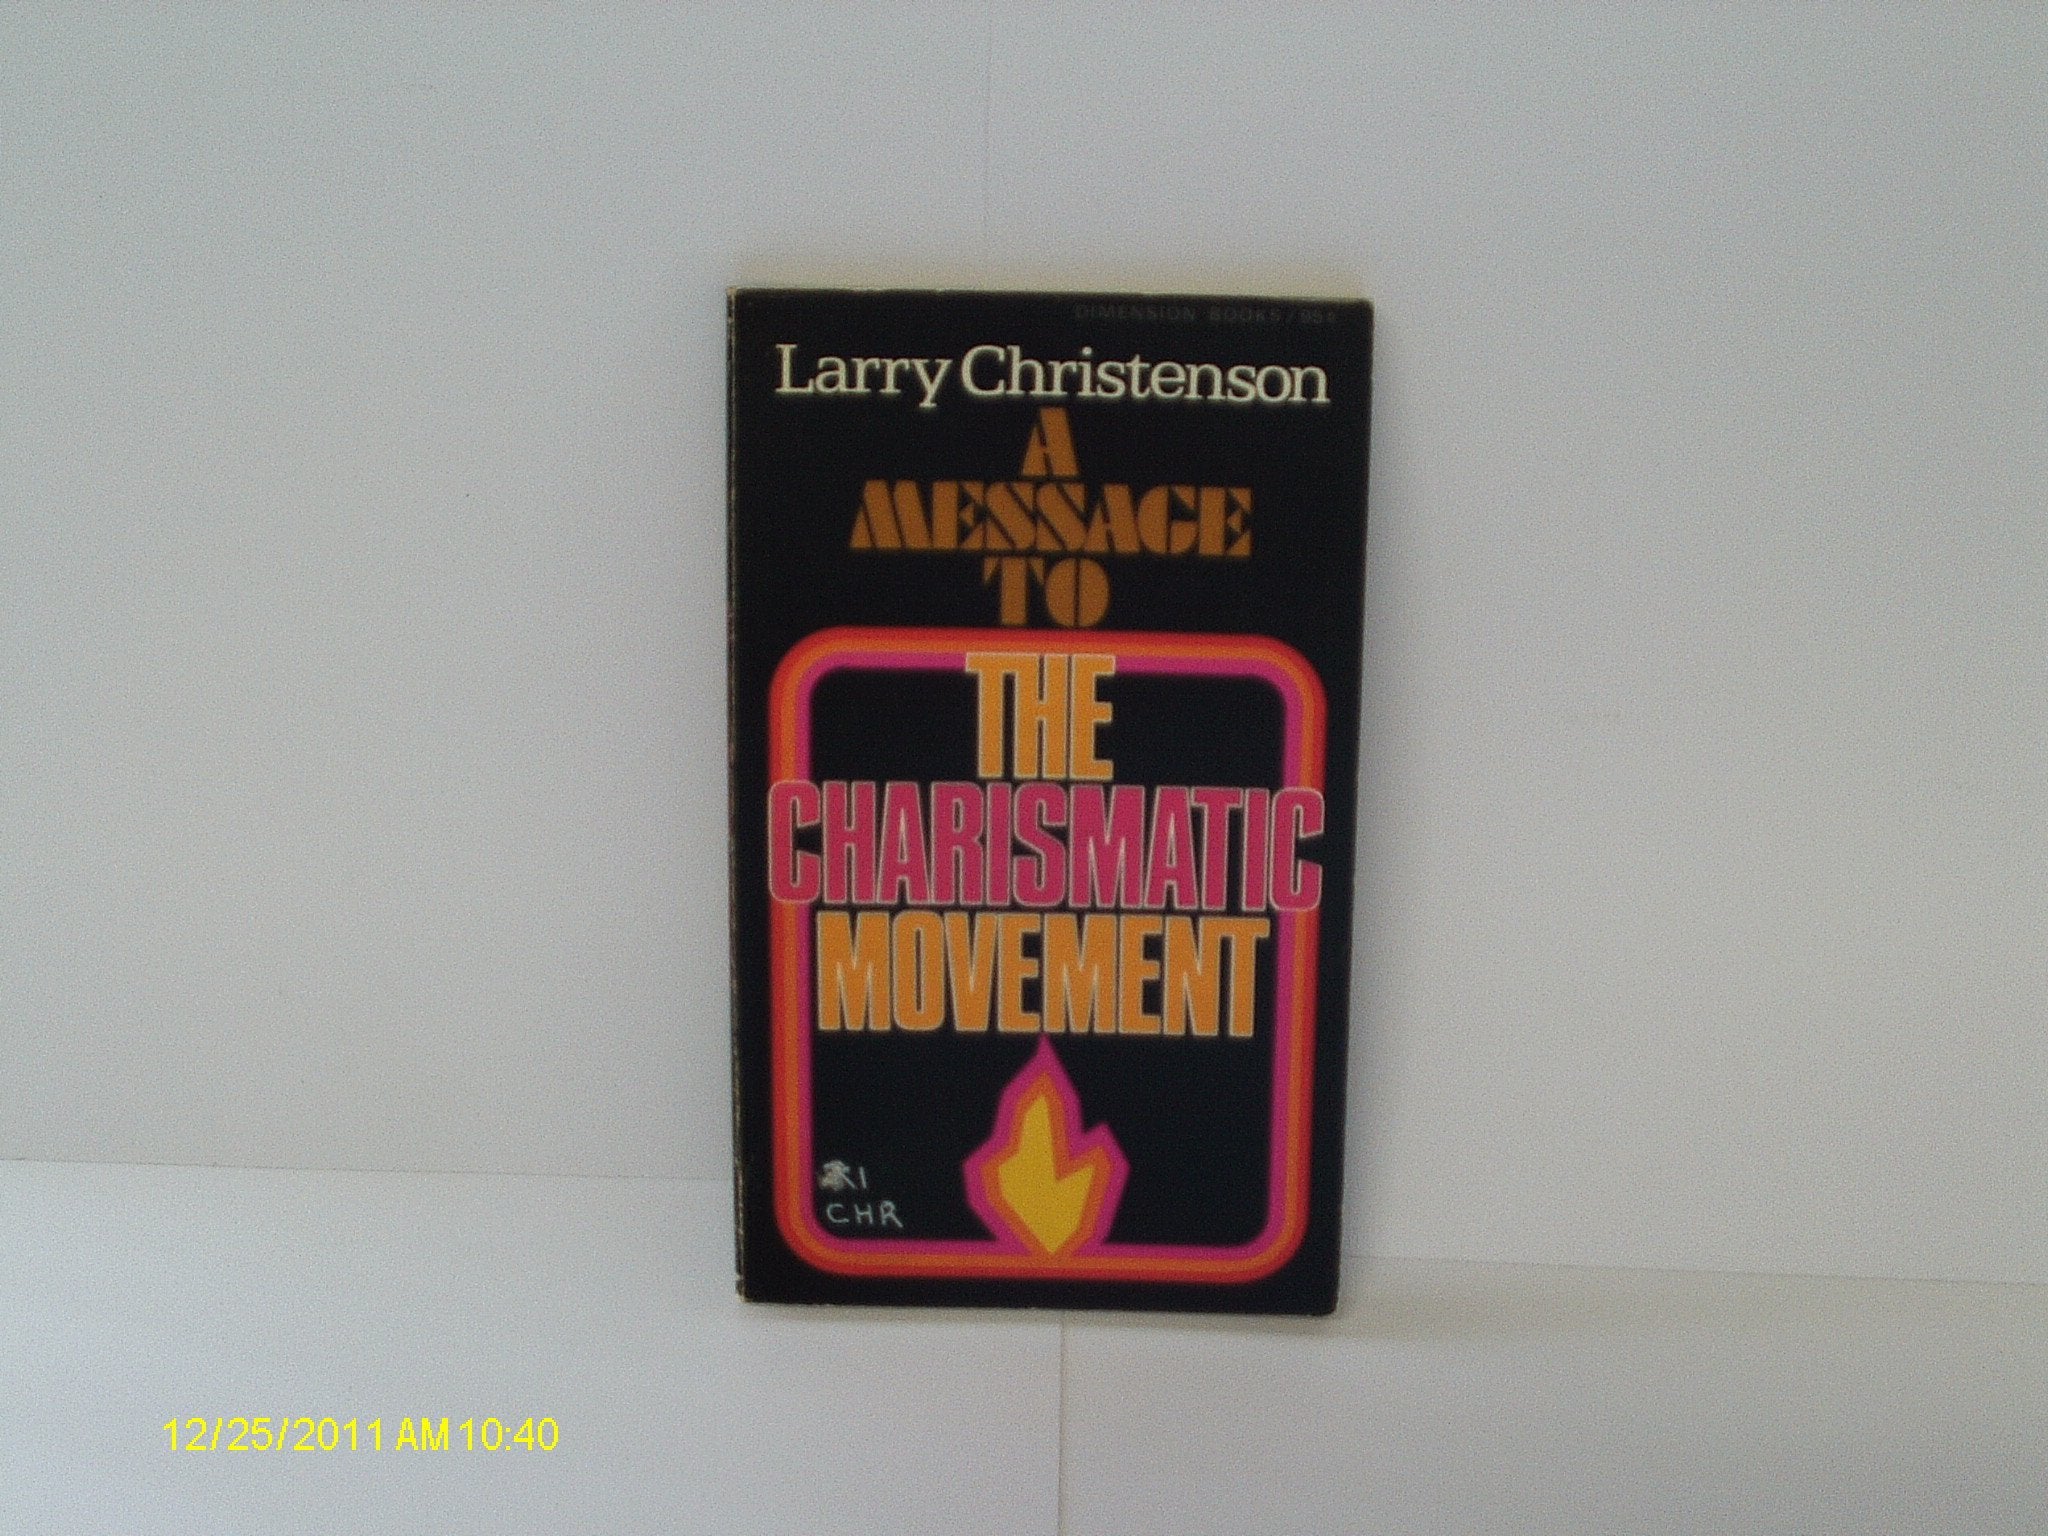 DIMENSION BOOKS / 95¢
Larry Christenson
A
MESSAGE
TO
THE
CHARISMATIC
MOVEMENT
CHR
12/25/2011 AM 10:40